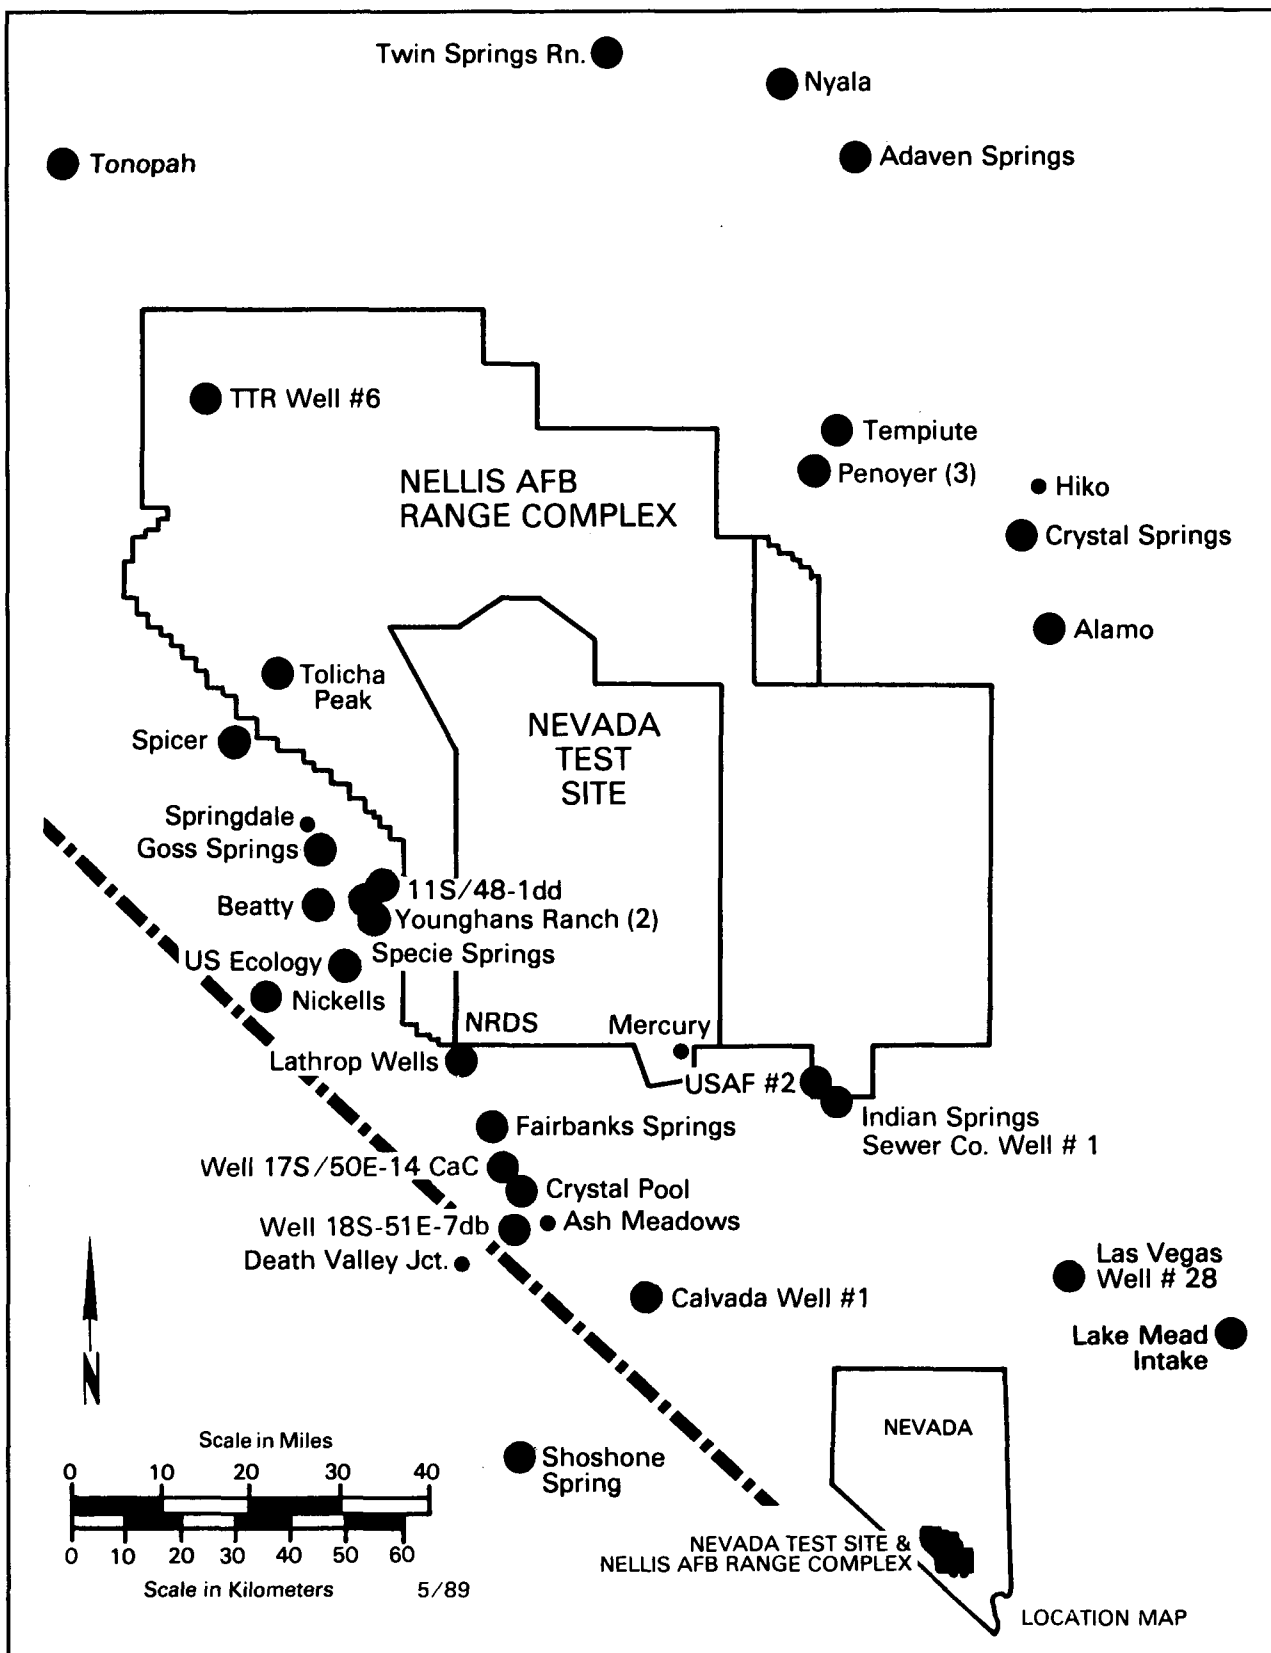 Twin Springs Rn.
Nyala
Adaven Springs
Tonopah
TTR Well #6
Tempiute
NELLIS AFB
RANGE COMPLEX
Penoyer (3)
Hiko
Crystal Springs
Alamo
Tolicha
Peak
NEVADA
TEST
SITE
Spicer
Springdale
Goss Springs
11S/48-1dd
Beatty
Younghans Ranch (2)
Specie Springs
US Ecology
Nickells
NRDS
Mercury
Lathrop Wells
USAF #2
Indian Springs
Sewer Co. Well # 1
Fairbanks Springs
Well 17S/50E-14 CaC
Crystal Pool
Well 18S-51E-7db
Ash Meadows
Death Valley Jct.
Las Vegas
Well # 28
Calvada Well #1
Lake Mead
Intake
N
NEVADA
Scale in Miles
0 10 20 30 40
Shoshone
Spring
0 10 20 30 40 50 60
Scale in Kilometers
5/89
NEVADA TEST SITE &
NELLIS AFB RANGE COMPLEX
LOCATION MAP